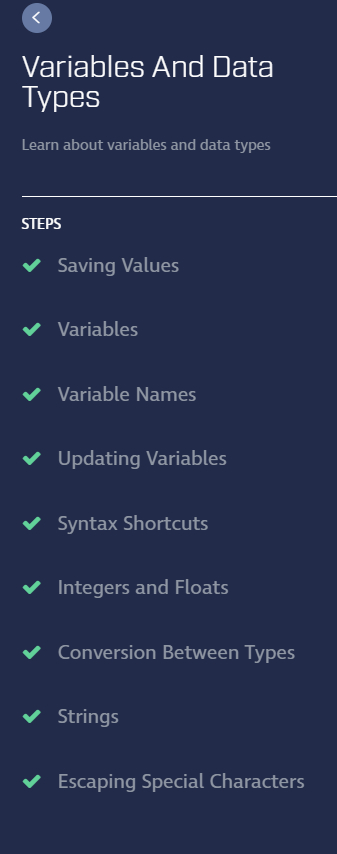 Variables And Data
Types
Learn about variables and data types
STEPS
Saving Values
Variables
Variable Names
Updating Variables
Syntax Shortcuts
Integers and Floats
Conversion Between Types
Strings
Escaping Special Characters